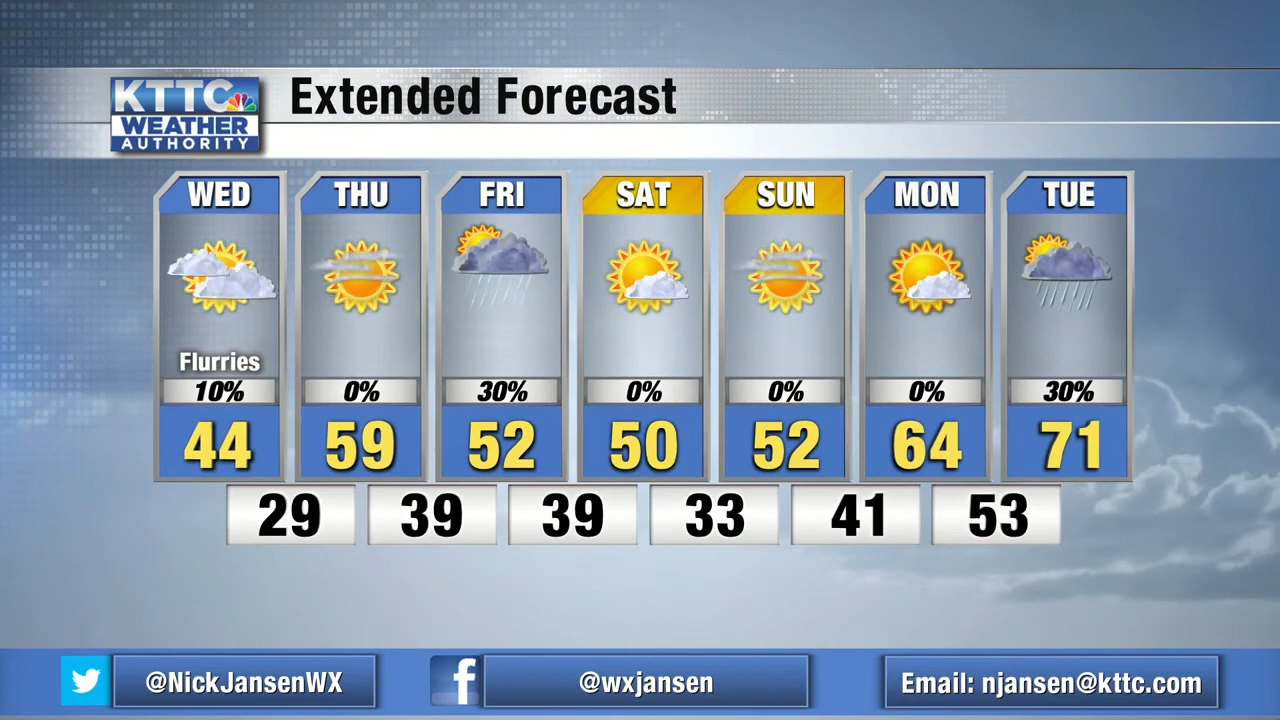 KTTC
WEATHER
AUTHORITY
Extended Forecast
WED THU FRI SAT SUN MON TUE
Flurries
10% 0% 30% 0% 0% 0% 30%
44 59 52 50 52 64 71
29 39 39 33 41 53
@NickJansenWX
f @wxjansen
Email: njansen@kttc.com